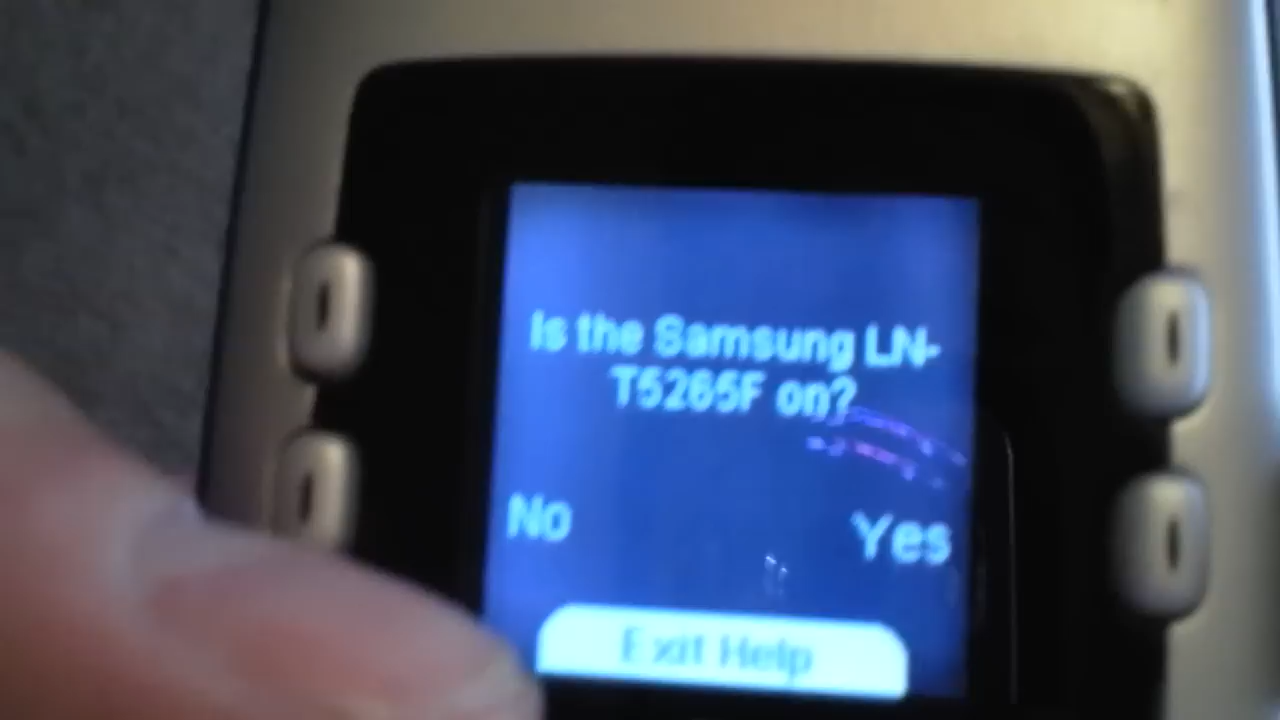 Is the Samsung LN-
T5265F on?
No Yes
Exit Help